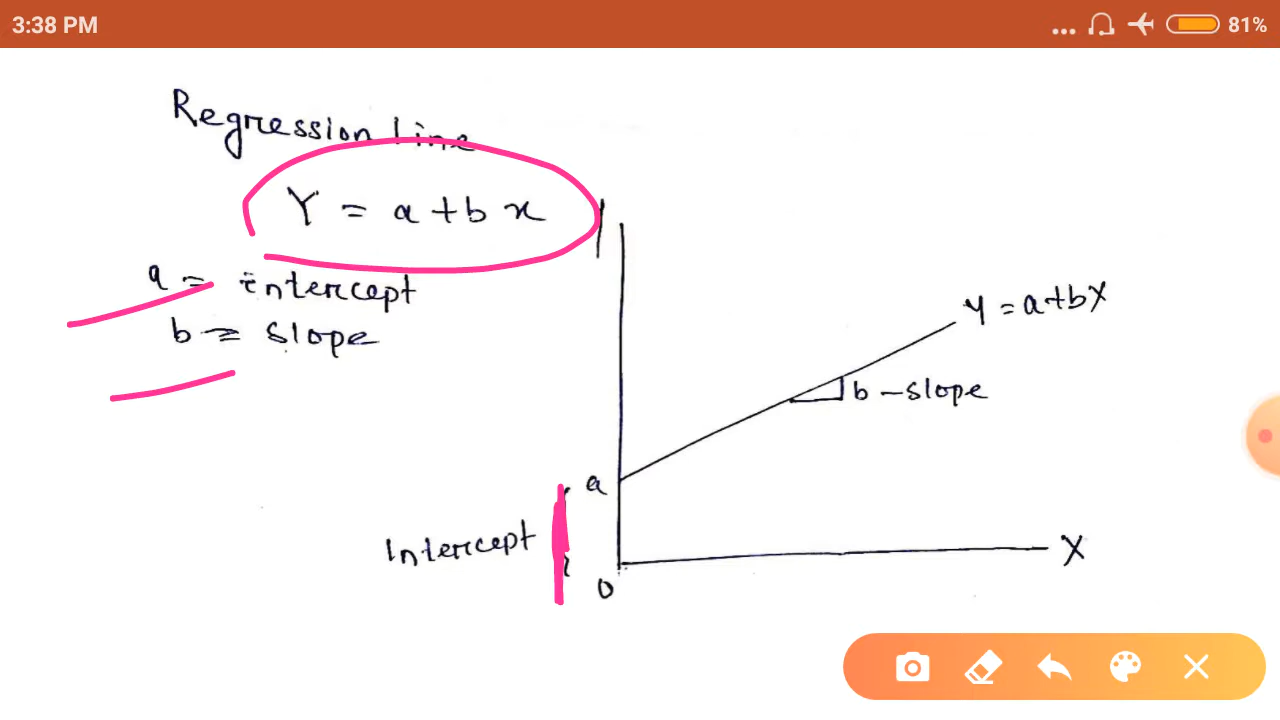 3:38 PM
... 81%
Regression Line
Y = a + b x
a = intercept
b = slope
Y = a + bX
b - slope
a
Intercept
0
X